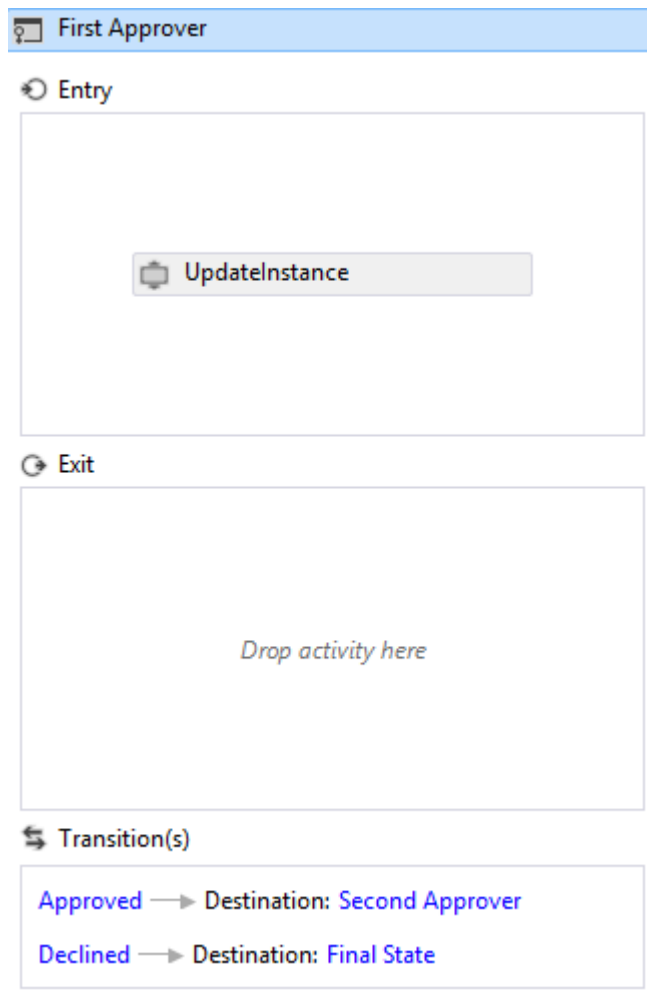 First Approver
Entry
UpdateInstance
Exit
Drop activity here
Transition(s)
Approved Destination: Second Approver
Declined Destination: Final State